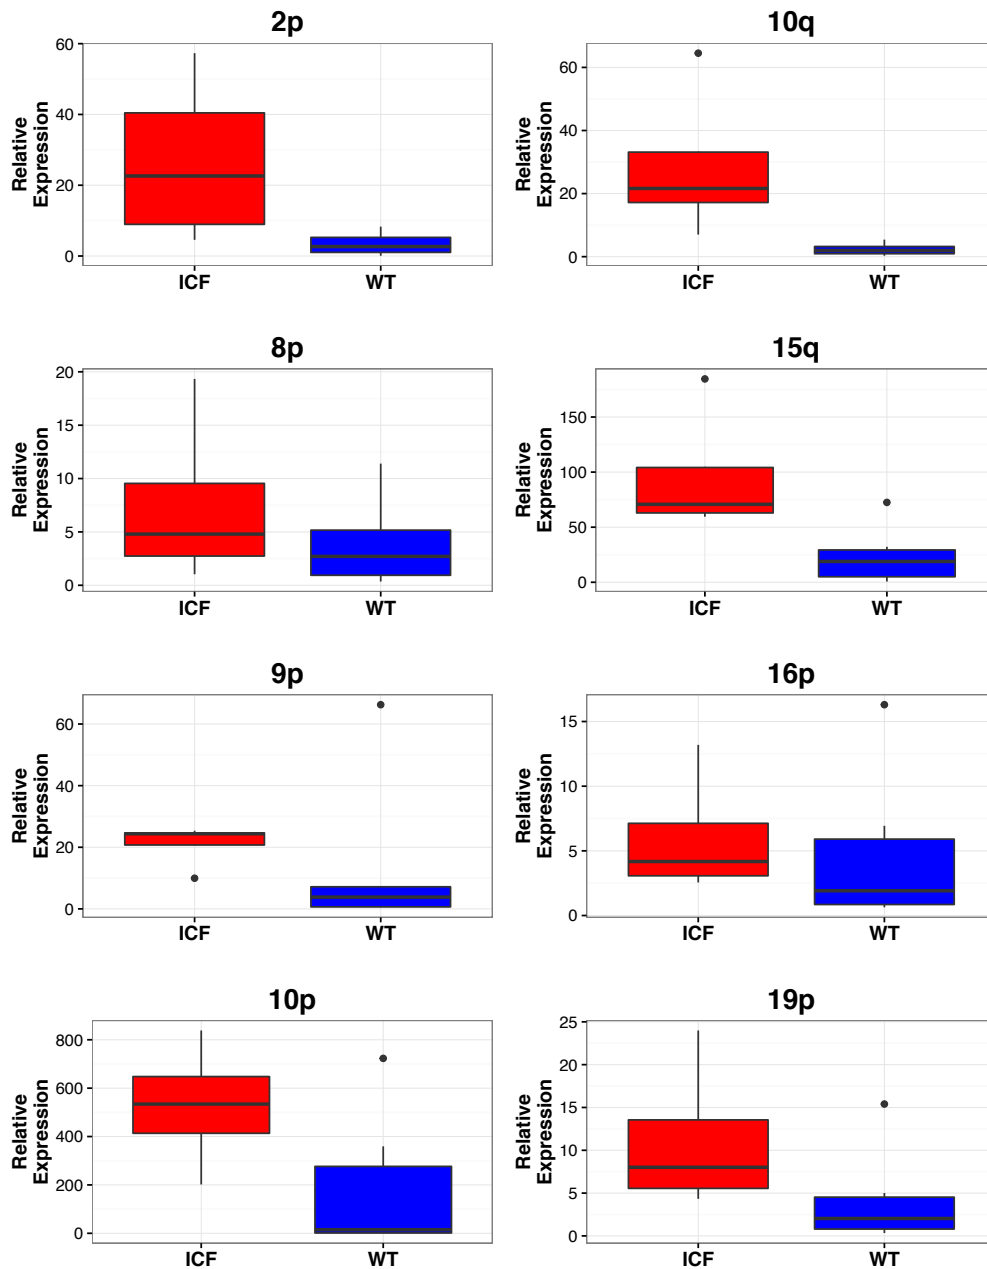 2p
Relative
Expression
60
40
20
0
ICF
WT
10q
Relative
Expression
60
40
20
0
ICF
WT
8p
Relative
Expression
20
15
10
5
0
ICF
WT
15q
Relative
Expression
150
100
50
0
ICF
WT
9p
Relative
Expression
60
40
20
0
ICF
WT
16p
Relative
Expression
15
10
5
0
ICF
WT
10p
Relative
Expression
800
600
400
200
0
ICF
WT
19p
Relative
Expression
25
20
15
10
5
0
ICF
WT